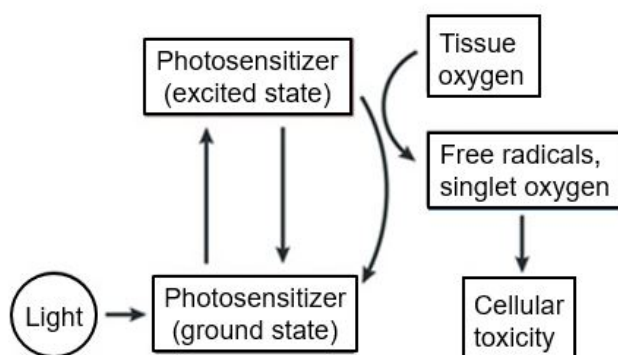 Photosensitizer
(excited state)
Tissue
oxygen
Free radicals,
singlet oxygen
Light
Photosensitizer
(ground state)
Cellular
toxicity